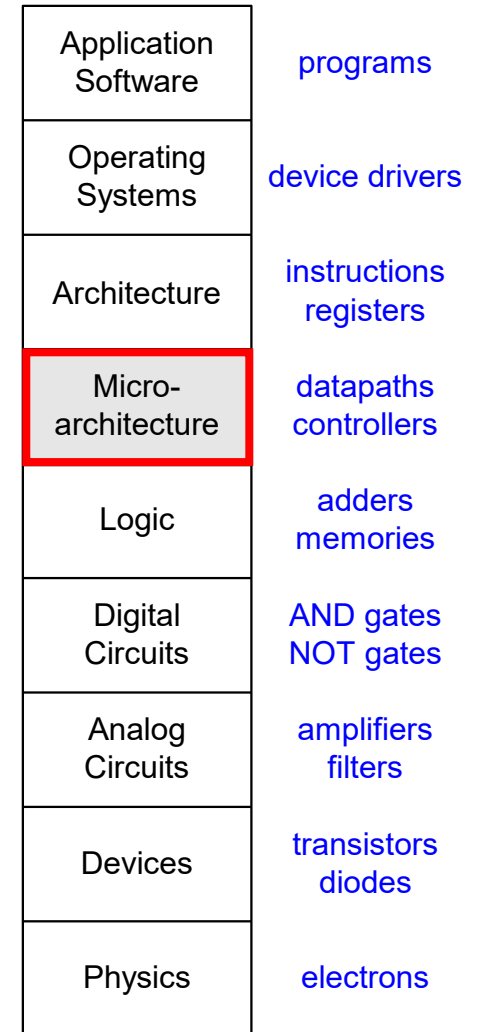 Application
Software
programs
Operating
Systems
device drivers
Architecture
instructions
registers
Micro-
architecture
datapaths
controllers
Logic
adders
memories
Digital
Circuits
AND gates
NOT gates
Analog
Circuits
amplifiers
filters
Devices
transistors
diodes
Physics
electrons